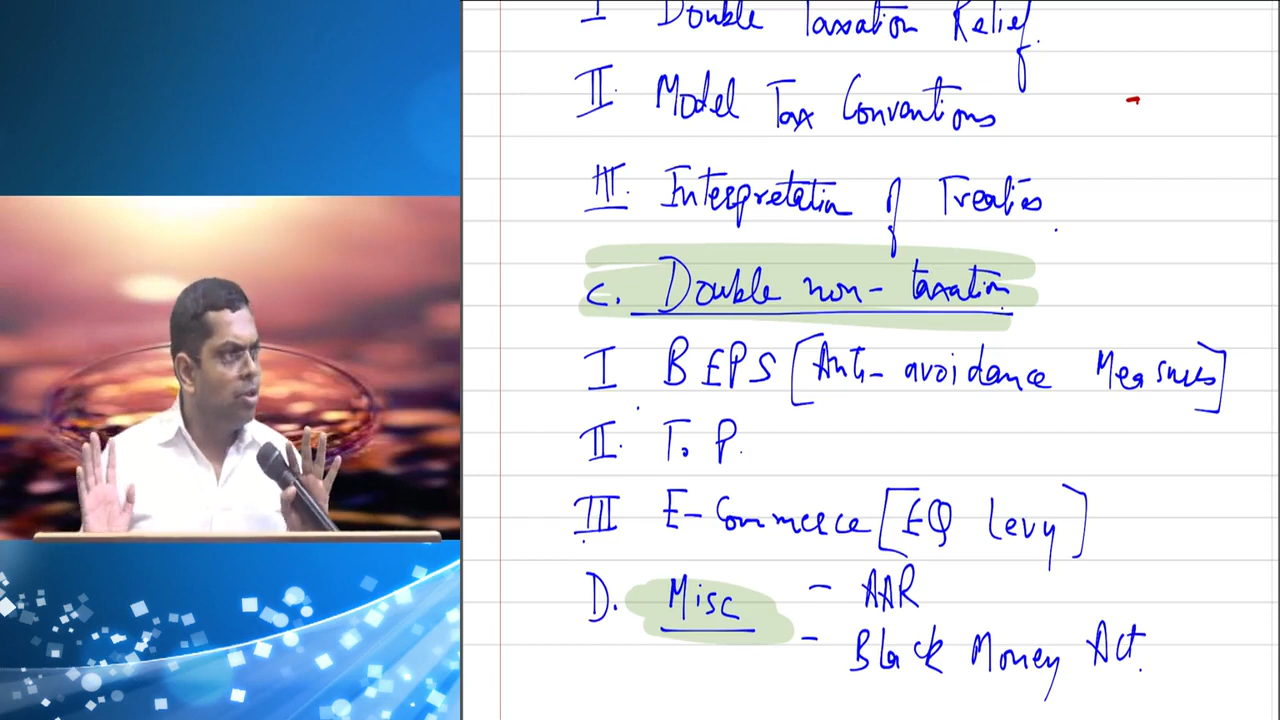 I Double Taxation Relief.
II. Model Tax Conventions
III. Interpretation of Treaties.
C. Double non-taxation
I BEPS [Anti-avoidance Measures]
II. T.P.
III E-Commerce [EQ Levy]
D. Misc - AAR
- Black Money Act.